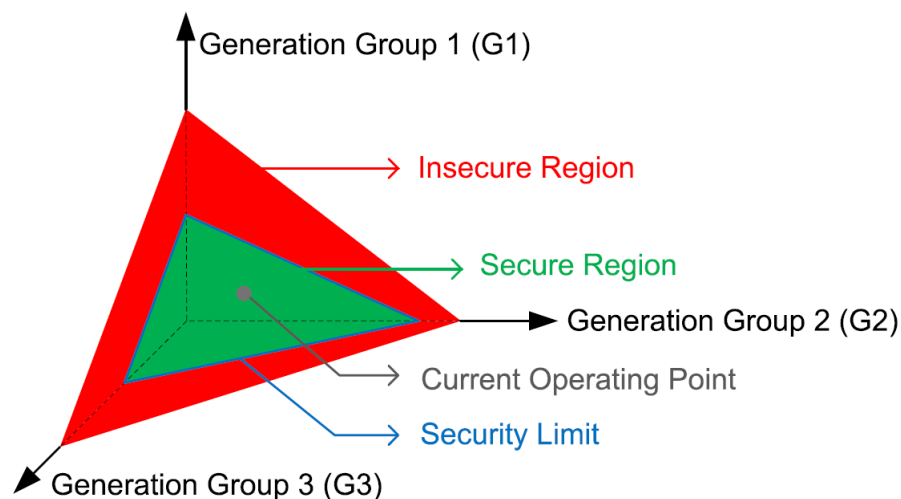 Generation Group 1 (G1)
Insecure Region
Secure Region
Generation Group 2 (G2)
Current Operating Point
Security Limit
Generation Group 3 (G3)